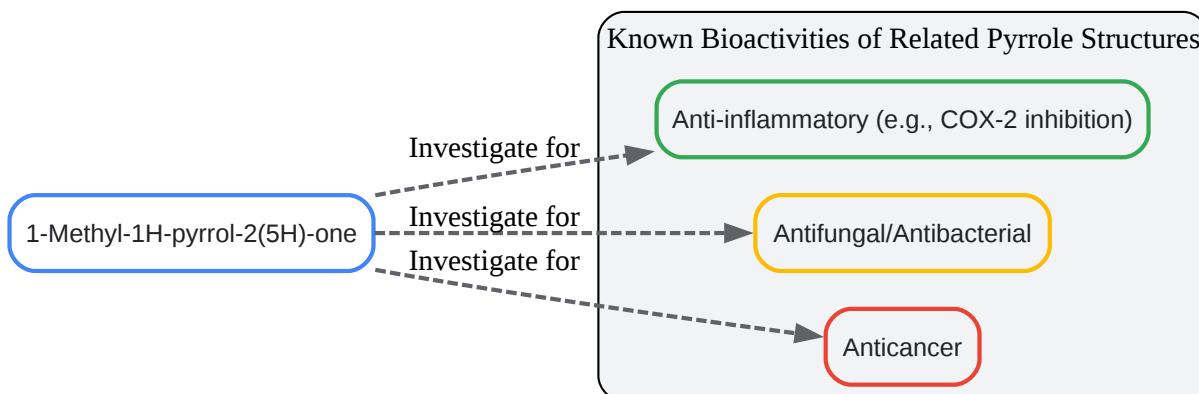 Known Bioactivities of Related Pyrrole Structures
Anti-inflammatory (e.g., COX-2 inhibition)
Investigate for
1-Methyl-1H-pyrrol-2(5H)-one
Investigate for
Antifungal/Antibacterial
Investigate for
Anticancer